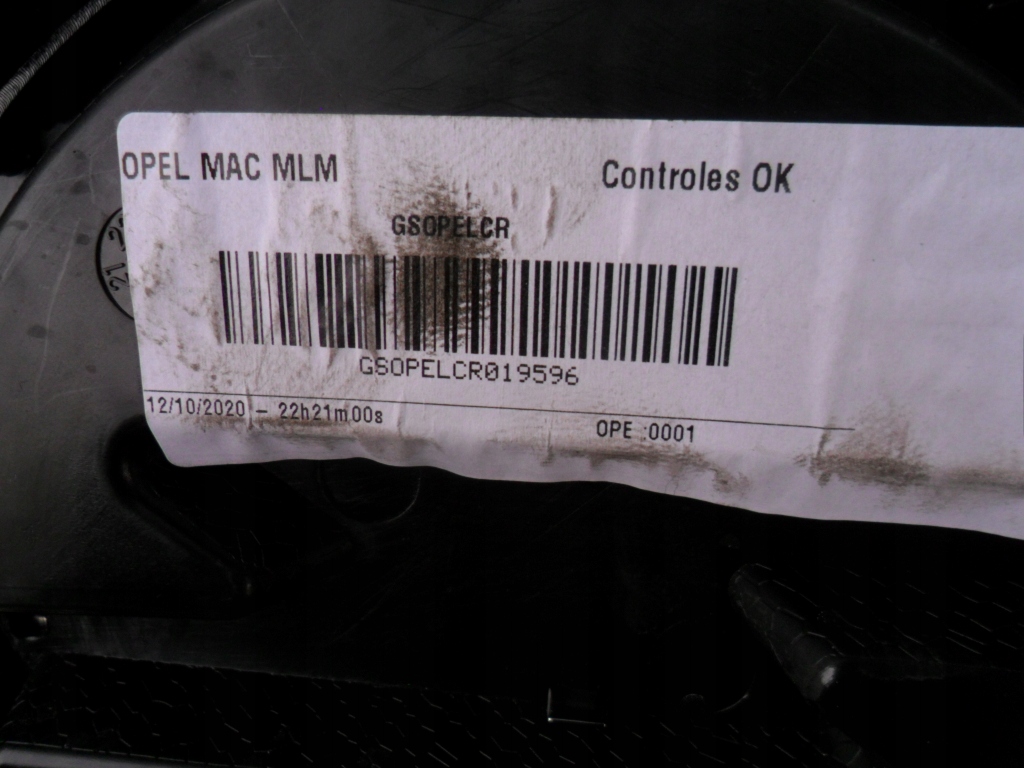 OPEL MAC MLM
Controles OK
GSOPELCR
GSOPELCR019596
12/10/2020 - 22h21m00s
OPE :0001